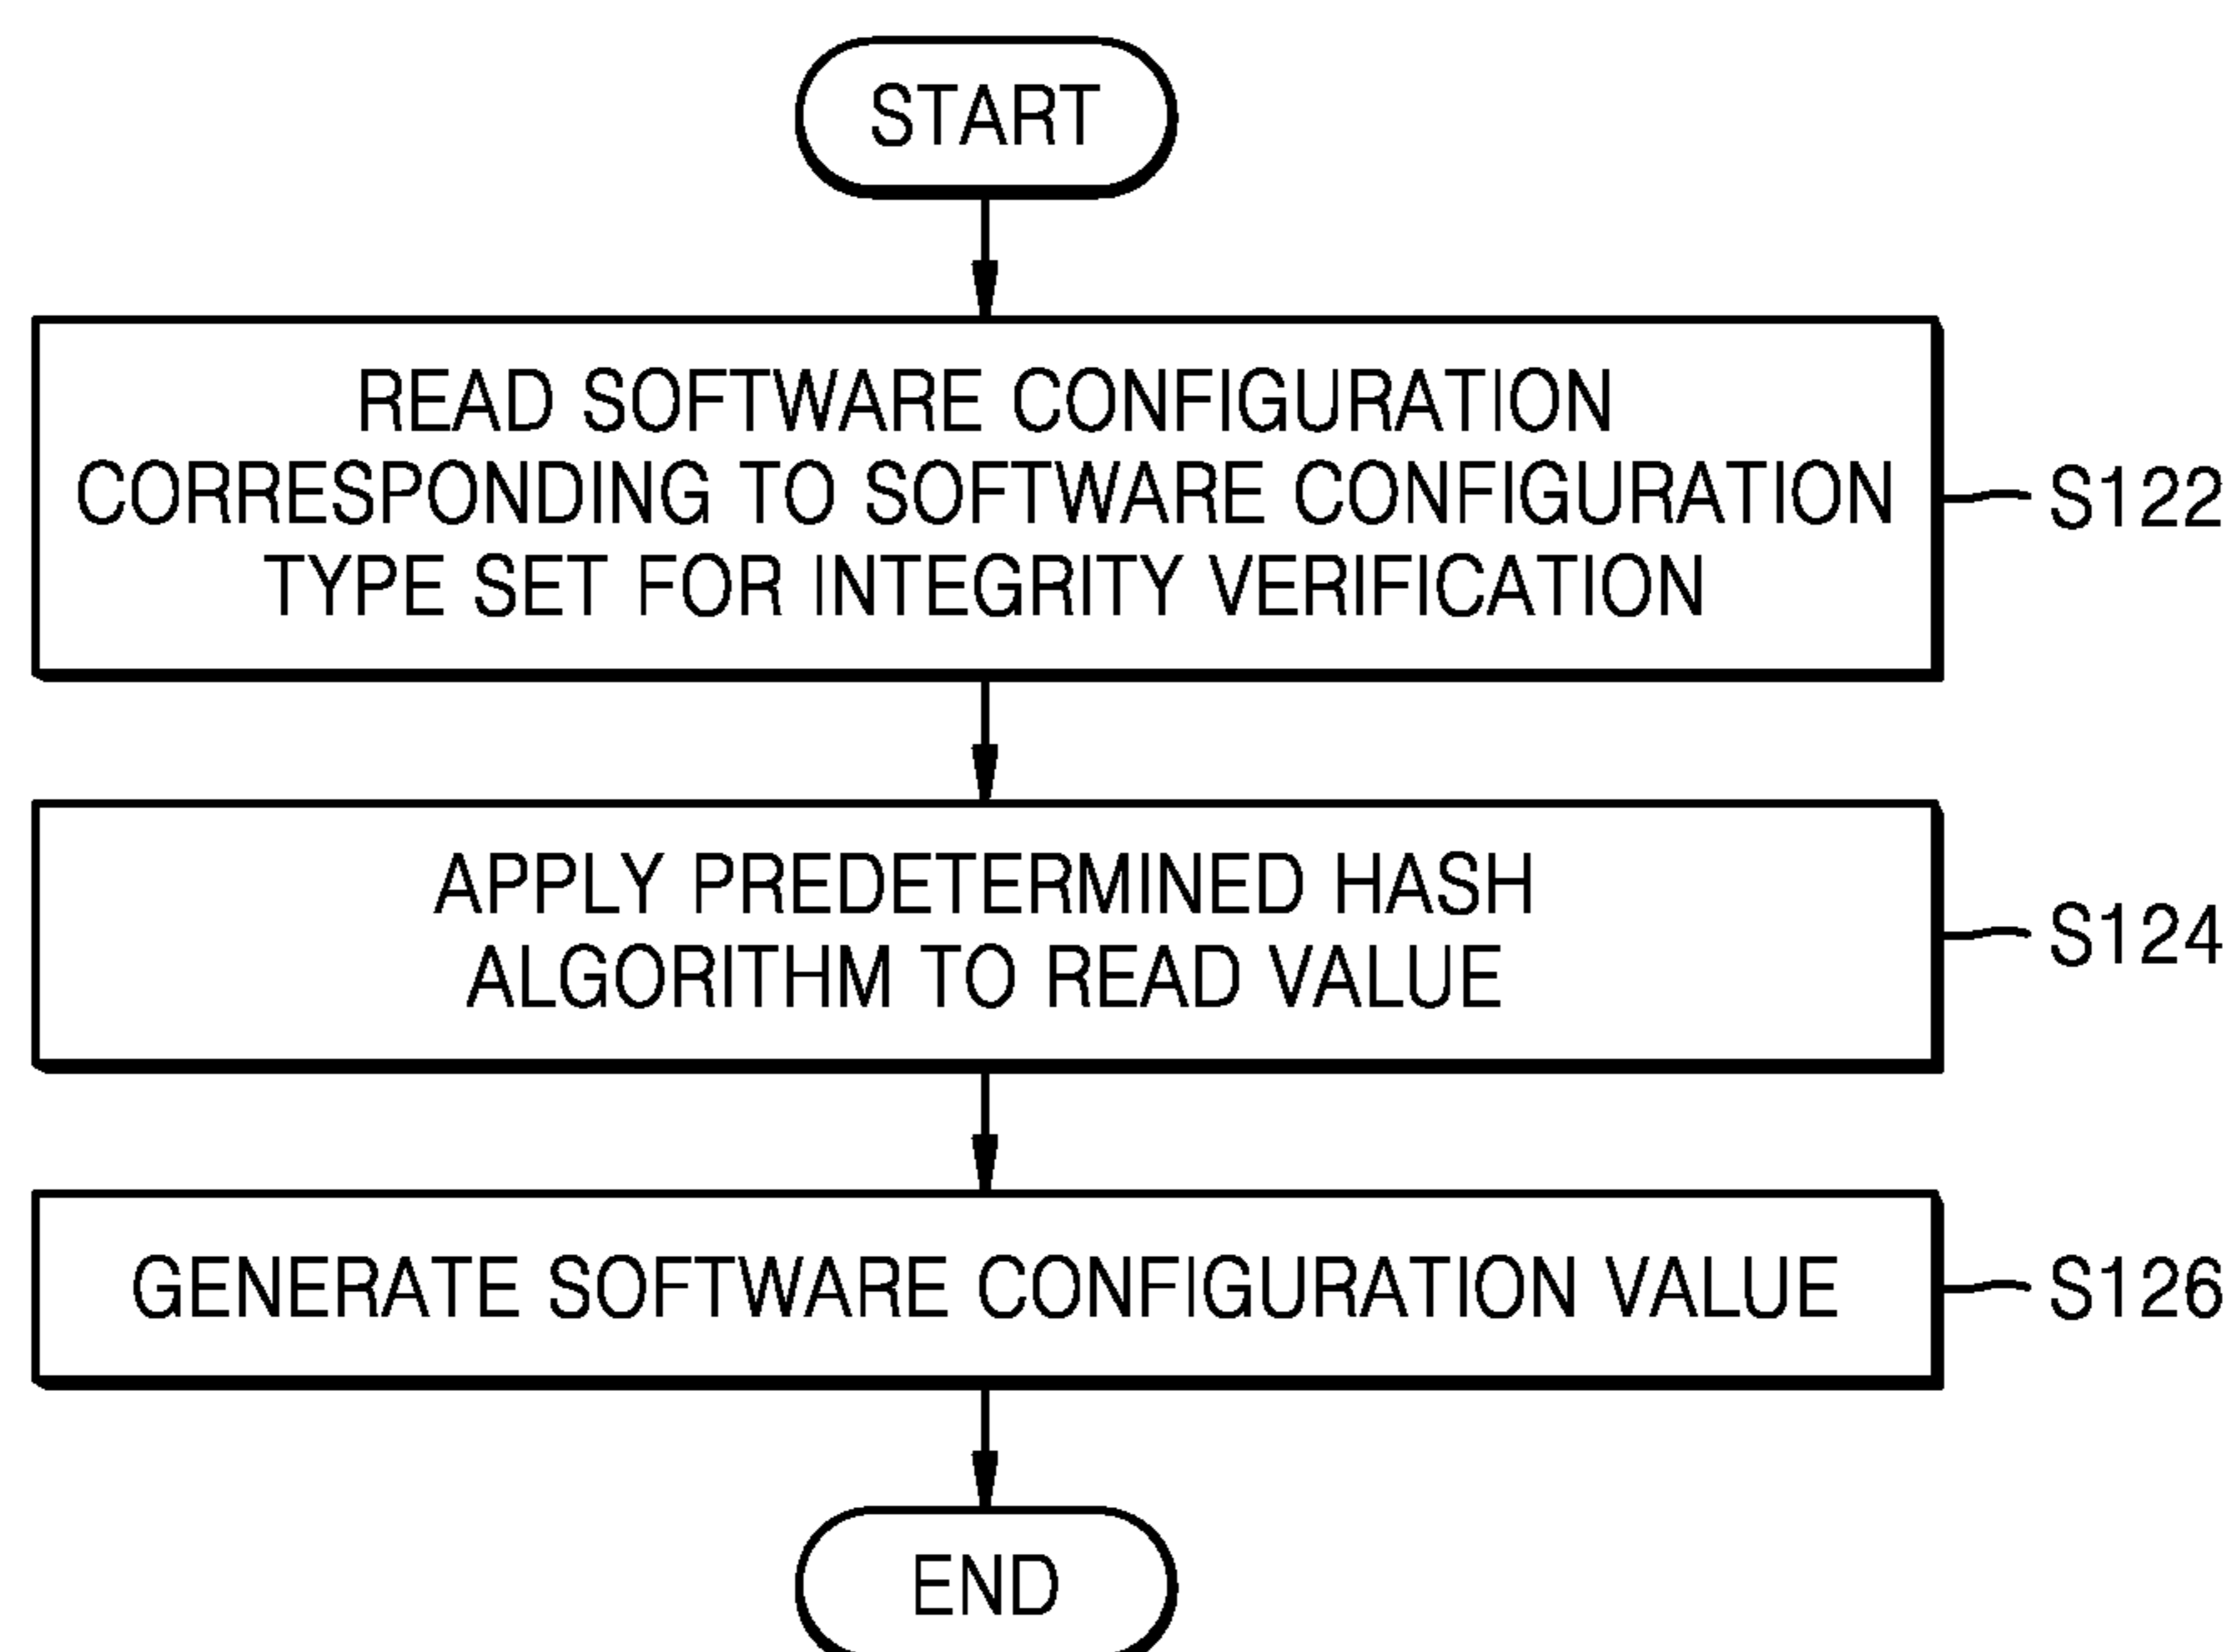 START
READ SOFTWARE CONFIGURATION
CORRESPONDING TO SOFTWARE CONFIGURATION
TYPE SET FOR INTEGRITY VERIFICATION
S122
APPLY PREDETERMINED HASH
ALGORITHM TO READ VALUE
S124
GENERATE SOFTWARE CONFIGURATION VALUE
S126
END